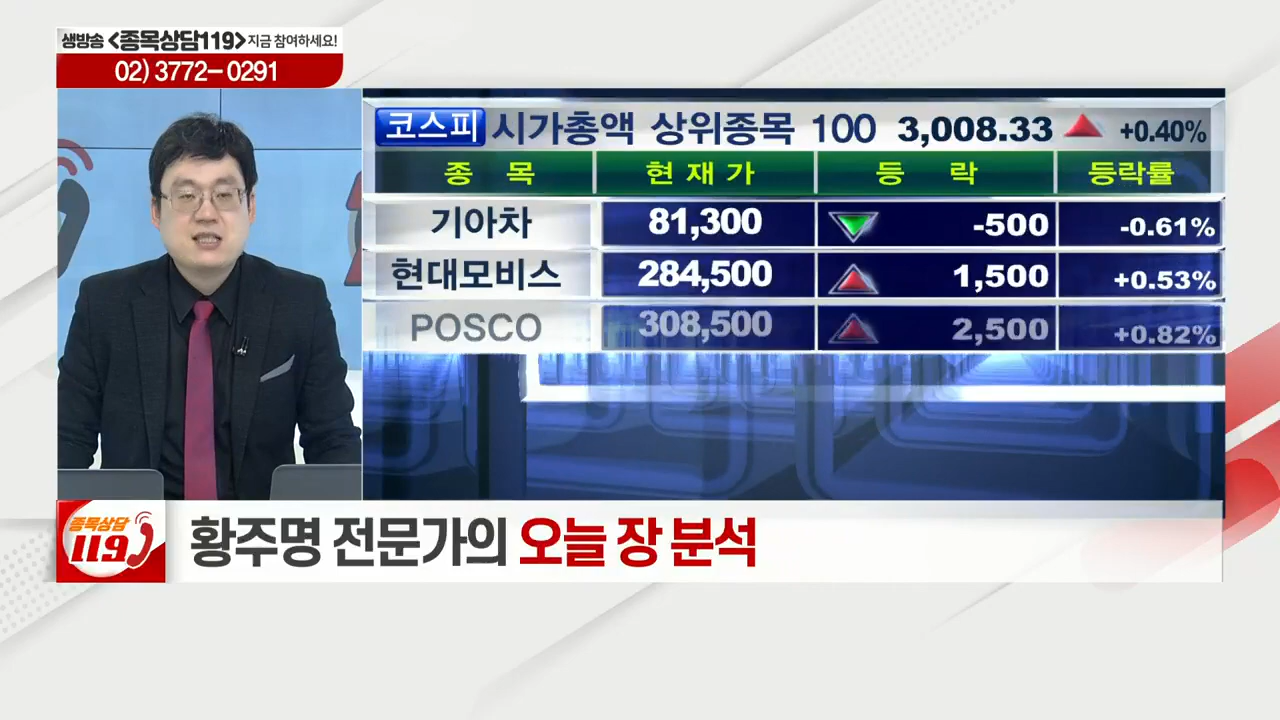 생방송 <종목상담119> 지금 참여하세요!
02) 3772-0291
코스피 시가총액 상위종목 100 3,008.33 +0.40%
종 목 현 재 가 등 락 등락률
기아차 81,300 -500 -0.61%
현대모비스 284,500 1,500 +0.53%
POSCO 308,500 2,500 +0.82%
종목상담
119
황주명 전문가의 오늘 장 분석